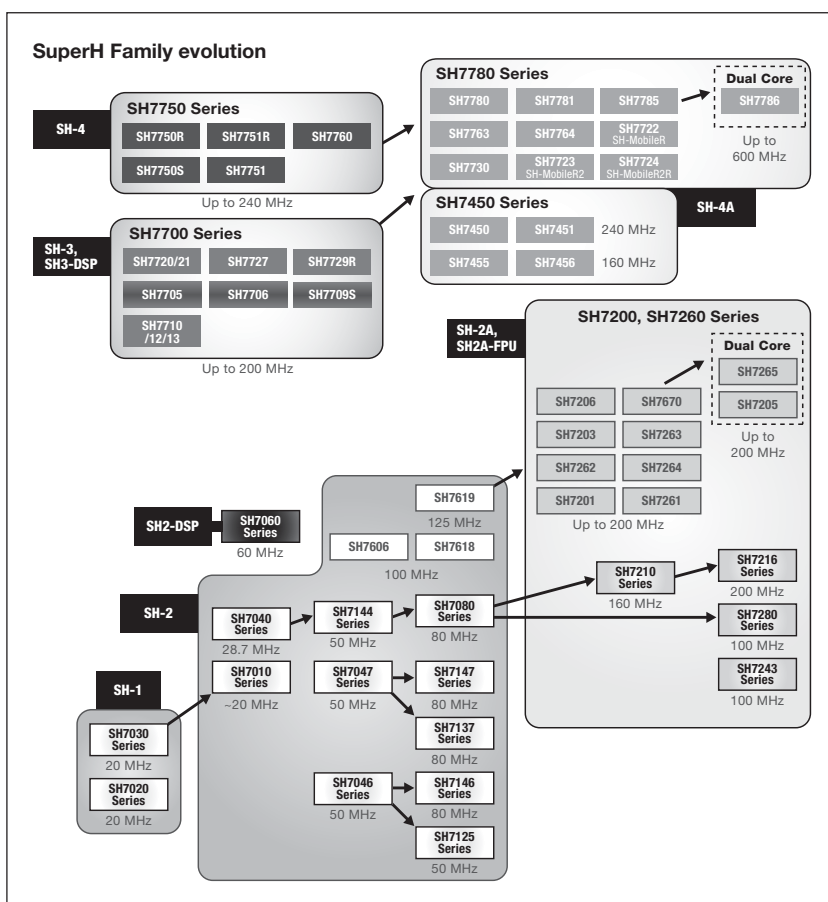 SuperH Family evolution
SH-4
SH7750 Series
SH7750R
SH7751R
SH7760
SH7750S
SH7751
Up to 240 MHz
SH7780 Series
SH7780
SH7781
SH7785
SH7763
SH7764
SH7722
SH-MobileR
SH7730
SH7723
SH-MobileR2
SH7724
SH-MobileR2R
Dual Core
SH7786
Up to
600 MHz
SH-4A
SH7450 Series
SH7450
SH7451
240 MHz
SH7455
SH7456
160 MHz
SH-3,
SH3-DSP
SH7700 Series
SH7720/21
SH7727
SH7729R
SH7705
SH7706
SH7709S
SH7710
/12/13
Up to 200 MHz
SH-2A,
SH2A-FPU
SH7200, SH7260 Series
Dual Core
SH7265
SH7205
Up to
200 MHz
SH7206
SH7670
SH7203
SH7263
SH7262
SH7264
SH7201
SH7261
Up to 200 MHz
SH7210
Series
160 MHz
SH7216
Series
200 MHz
SH7280
Series
100 MHz
SH7243
Series
100 MHz
SH2-DSP
SH7060
Series
60 MHz
SH7619
125 MHz
SH7606
SH7618
100 MHz
SH-2
SH7040
Series
28.7 MHz
SH7144
Series
50 MHz
SH7080
Series
80 MHz
SH7010
Series
~20 MHz
SH7047
Series
50 MHz
SH7147
Series
80 MHz
SH7137
Series
80 MHz
SH7046
Series
50 MHz
SH7146
Series
80 MHz
SH7125
Series
50 MHz
SH-1
SH7030
Series
20 MHz
SH7020
Series
20 MHz